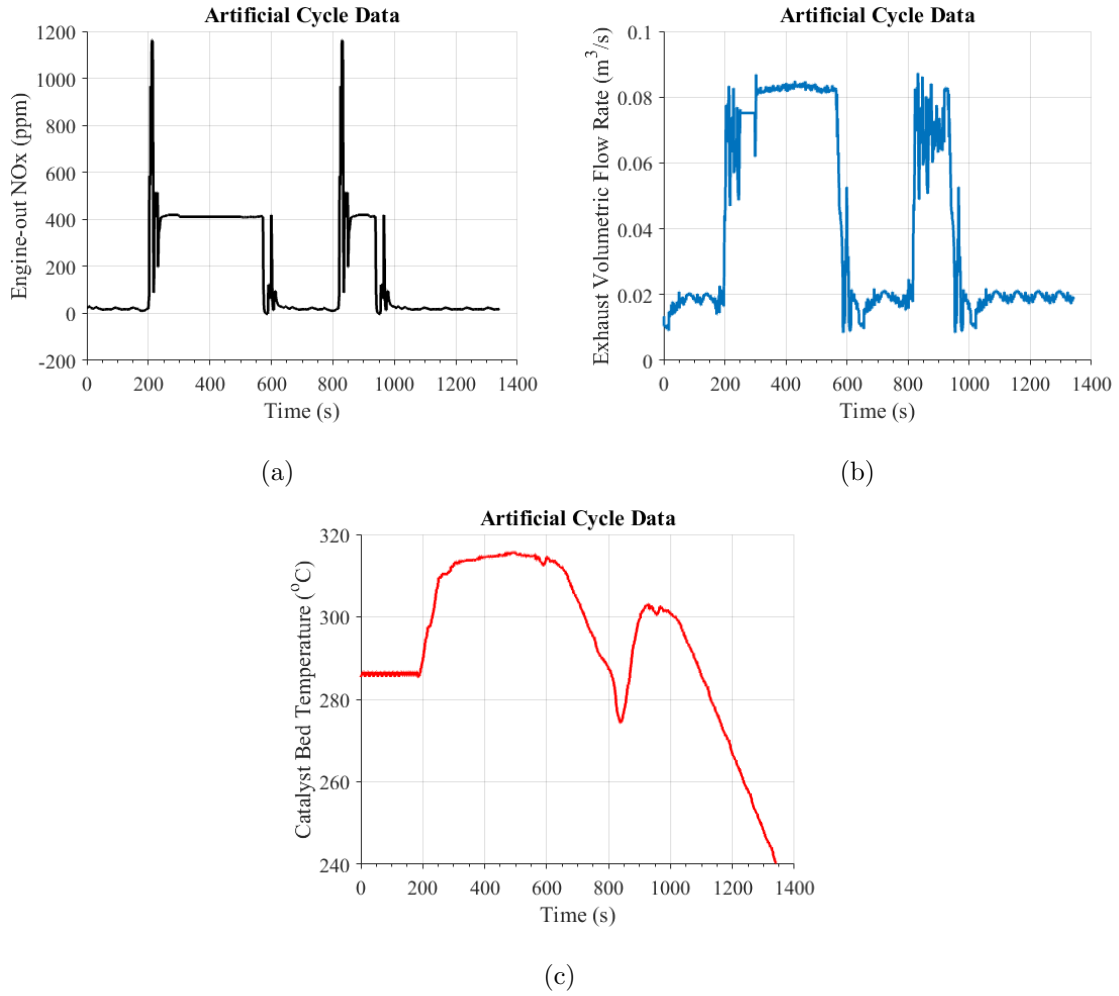 Artificial Cycle Data
Engine-out NOx (ppm)
1200
1000
800
600
400
200
0
-200
0 200 400 600 800 1000 1200 1400
Time (s)
(a)
Artificial Cycle Data
Exhaust Volumetric Flow Rate (m³/s)
0.1
0.08
0.06
0.04
0.02
0
0 200 400 600 800 1000 1200 1400
Time (s)
(b)
Artificial Cycle Data
Catalyst Bed Temperature (°C)
320
300
280
260
240
0 200 400 600 800 1000 1200 1400
Time (s)
(c)